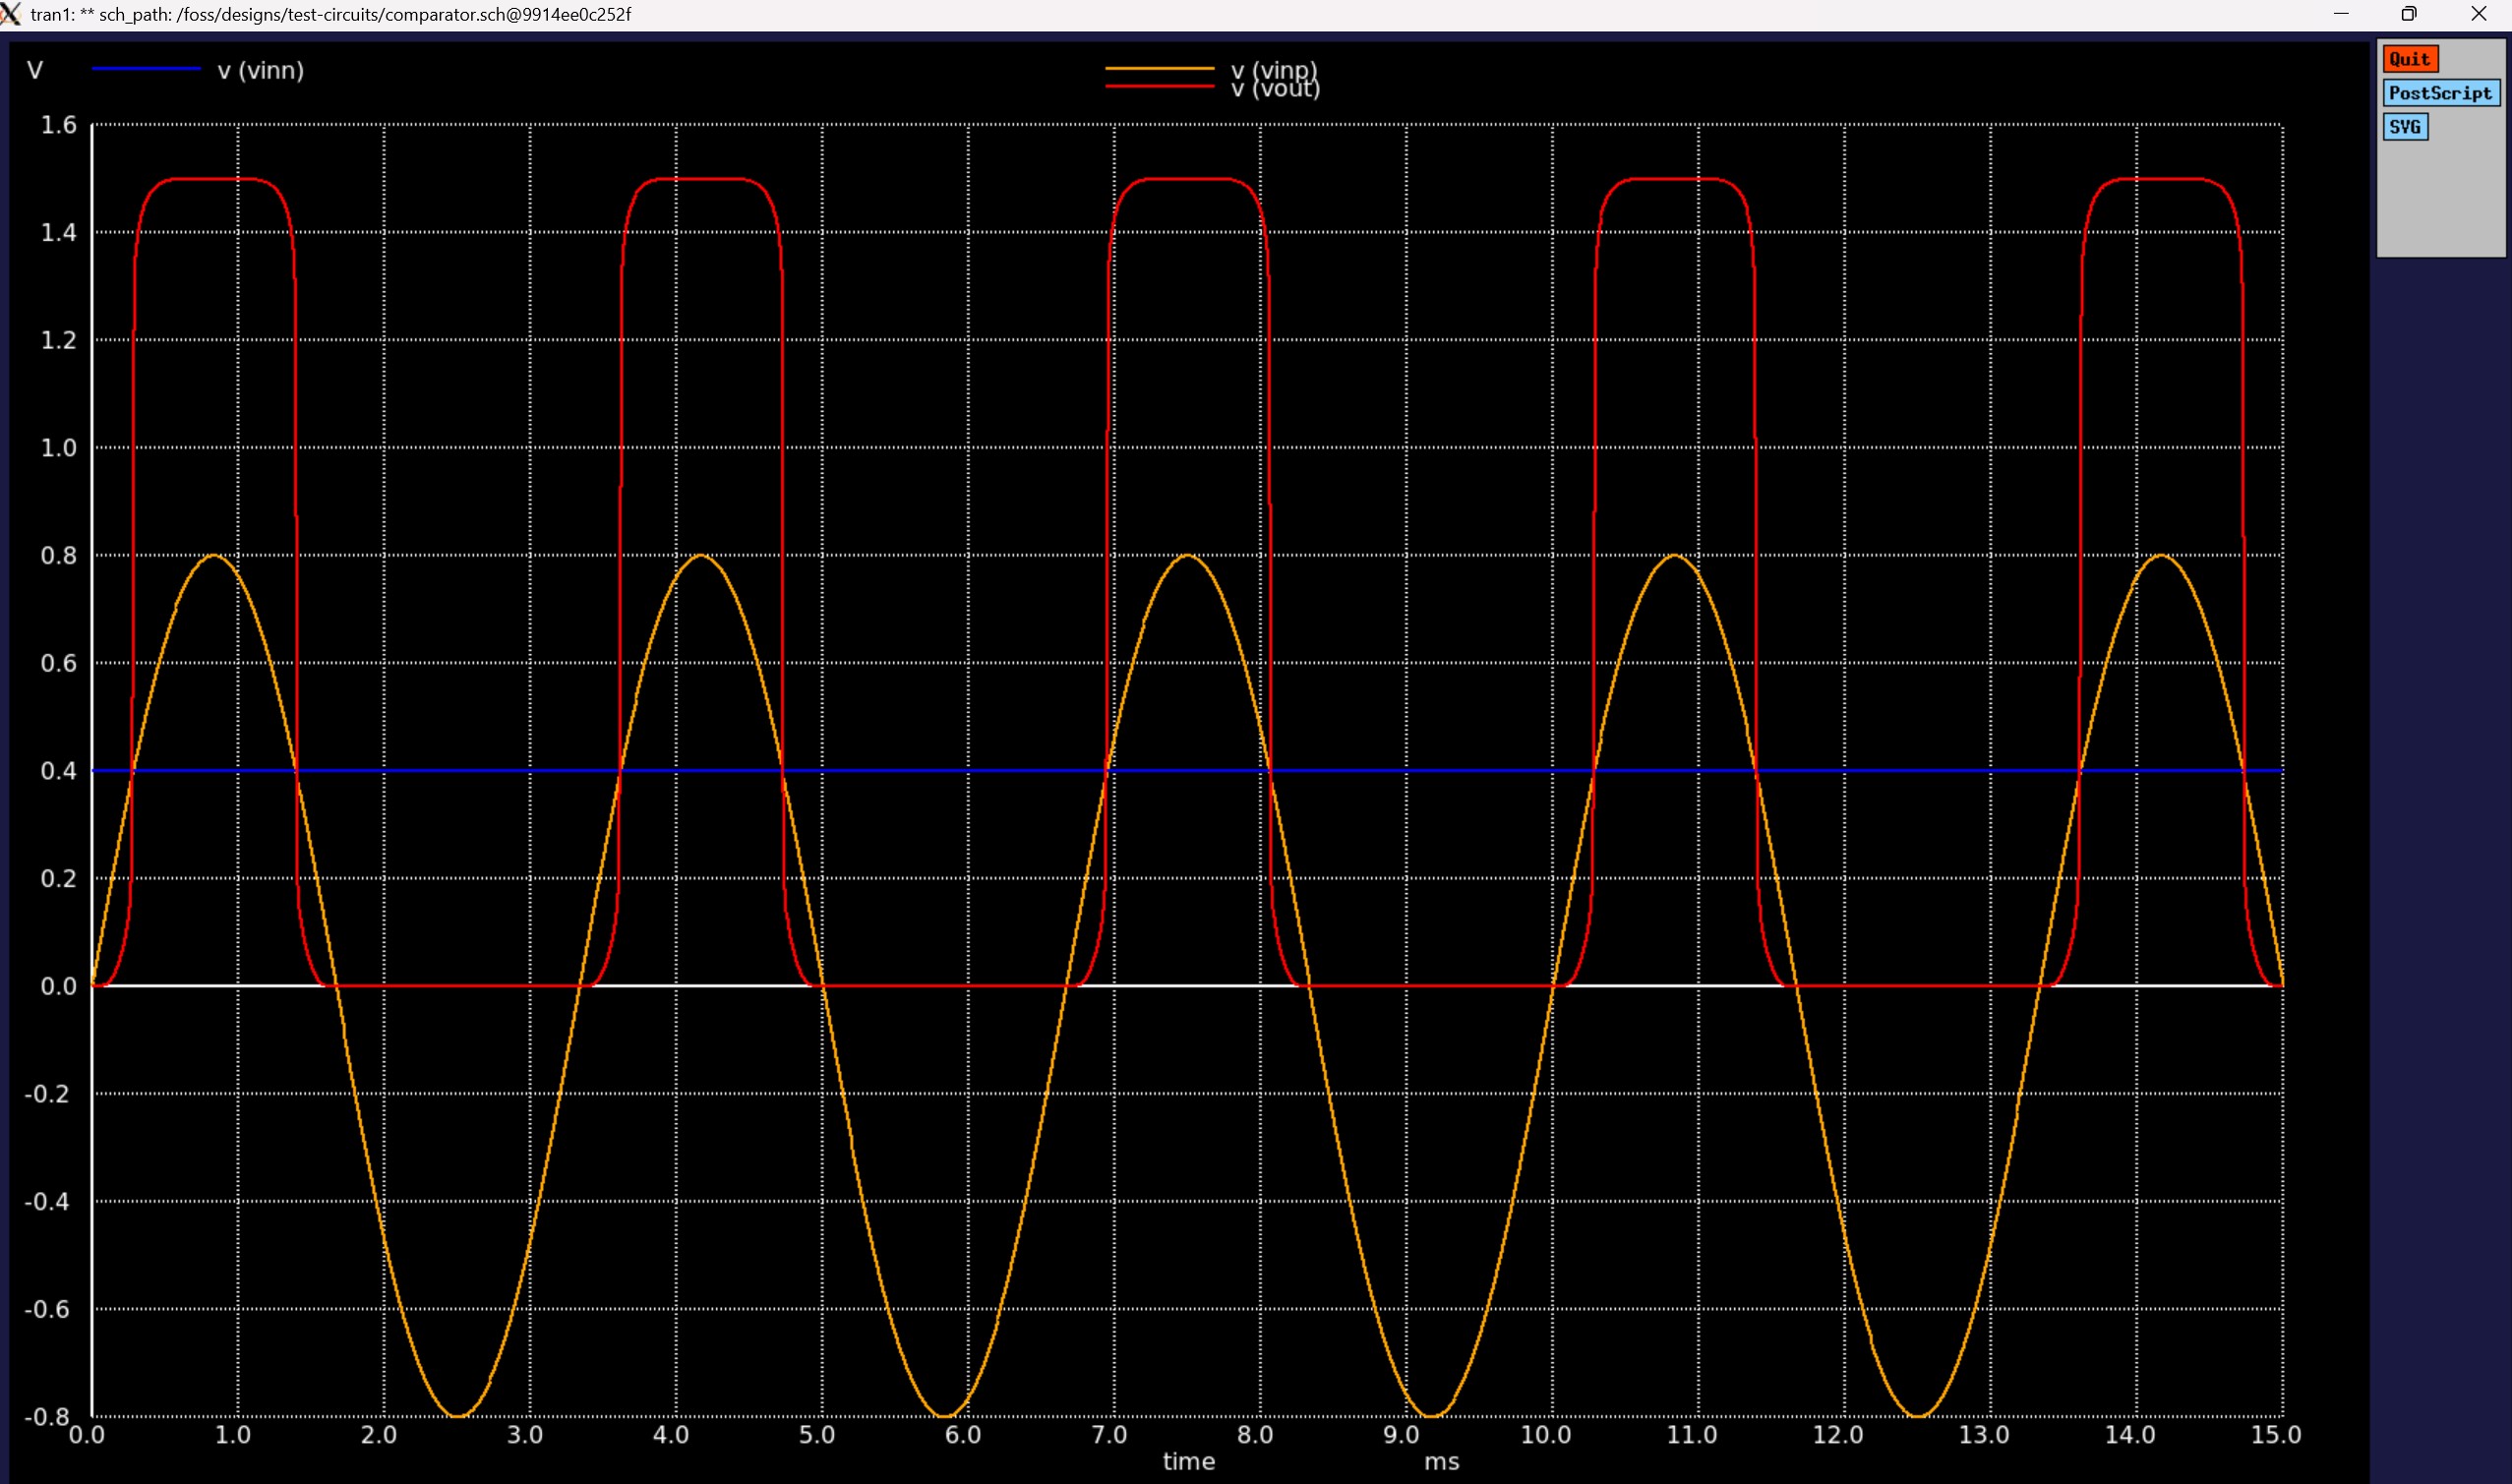 tran1: ** sch_path: /foss/designs/test-circuits/comparator.sch@9914ee0c252f
Quit
PostScript
SVG
V
v (vinn)
v (vinp)
v (vout)
1.6
1.4
1.2
1.0
0.8
0.6
0.4
0.2
0.0
-0.2
-0.4
-0.6
-0.8
0.0 1.0 2.0 3.0 4.0 5.0 6.0 7.0 8.0 9.0 10.0 11.0 12.0 13.0 14.0 15.0
time ms